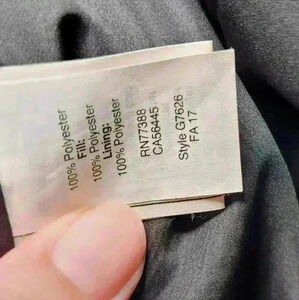 100% Polyester
Fill:
100% Polyester
Lining:
100% Polyester
RN77388
CA56445
Style G7626
FA 17